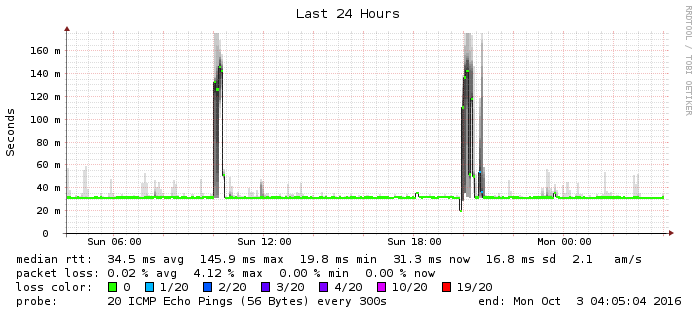 Last 24 Hours
RRDTOOL / TOBI OETIKER
Seconds
160 m
140 m
120 m
100 m
80 m
60 m
40 m
20 m
0
Sun 06:00 Sun 12:00 Sun 18:00 Mon 00:00
median rtt: 34.5 ms avg 145.9 ms max 19.8 ms min 31.3 ms now 16.8 ms sd 2.1 am/s
packet loss: 0.02 % avg 4.12 % max 0.00 % min 0.00 % now
loss color: 0 1/20 2/20 3/20 4/20 10/20 19/20
probe: 20 ICMP Echo Pings (56 Bytes) every 300s end: Mon Oct 3 04:05:04 2016